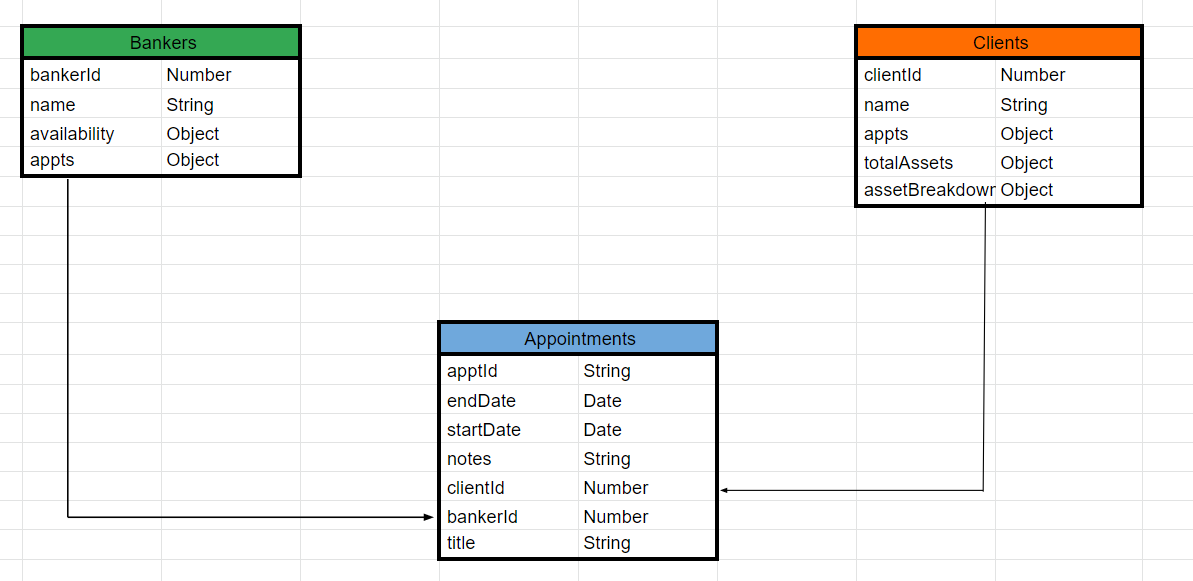 Bankers
bankerId Number
name String
availability Object
appts Object
Clients
clientId Number
name String
appts Object
totalAssets Object
assetBreakdown Object
Appointments
apptId String
endDate Date
startDate Date
notes String
clientId Number
bankerId Number
title String